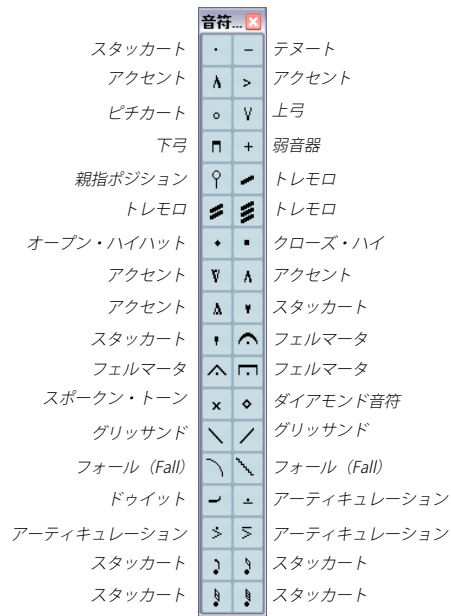 音符...
スタッカート テヌート
アクセント アクセント
ピチカート 上弓
下弓 弱音器
親指ポジション トレモロ
トレモロ トレモロ
オープン・ハイハット クローズ・ハイ
アクセント アクセント
アクセント スタッカート
スタッカート フェルマータ
フェルマータ フェルマータ
スポークン・トーン ダイアモンド音符
グリッサンド グリッサンド
フォール（Fall） フォール（Fall）
ドゥイット アーティキュレーション
アーティキュレーション アーティキュレーション
スタッカート スタッカート
スタッカート スタッカート